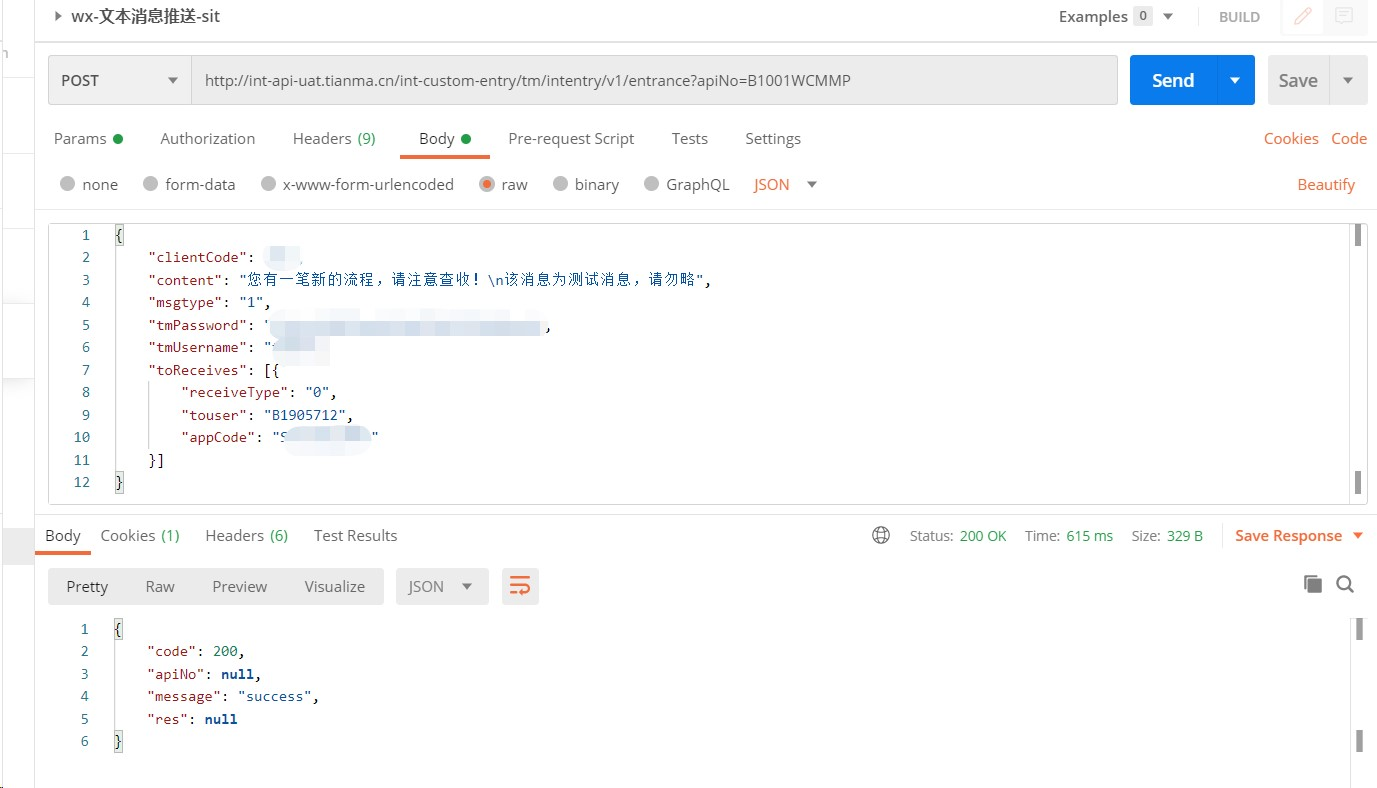 wx-文本消息推送-sit
Examples 0 BUILD
POST http://int-api-uat.tianma.cn/int-custom-entry/tm/intentry/v1/entrance?apiNo=B1001WCMMP Send Save
Params Authorization Headers (9) Body Pre-request Script Tests Settings Cookies Code
none form-data x-www-form-urlencoded raw binary GraphQL JSON Beautify
1 {
2 "clientCode":
3 "content": "您有一笔新的流程，请注意查收！\n该消息为测试消息，请勿略",
4 "msgtype": "1",
5 "tmPassword": ,
6 "tmUsername": "
7 "toReceives": [{
8 "receiveType": "0",
9 "touser": "B1905712",
10 "appCode": "S "
11 }]
12 }
Body Cookies (1) Headers (6) Test Results Status: 200 OK Time: 615 ms Size: 329 B Save Response
Pretty Raw Preview Visualize JSON
1 {
2 "code": 200,
3 "apiNo": null,
4 "message": "success",
5 "res": null
6 }